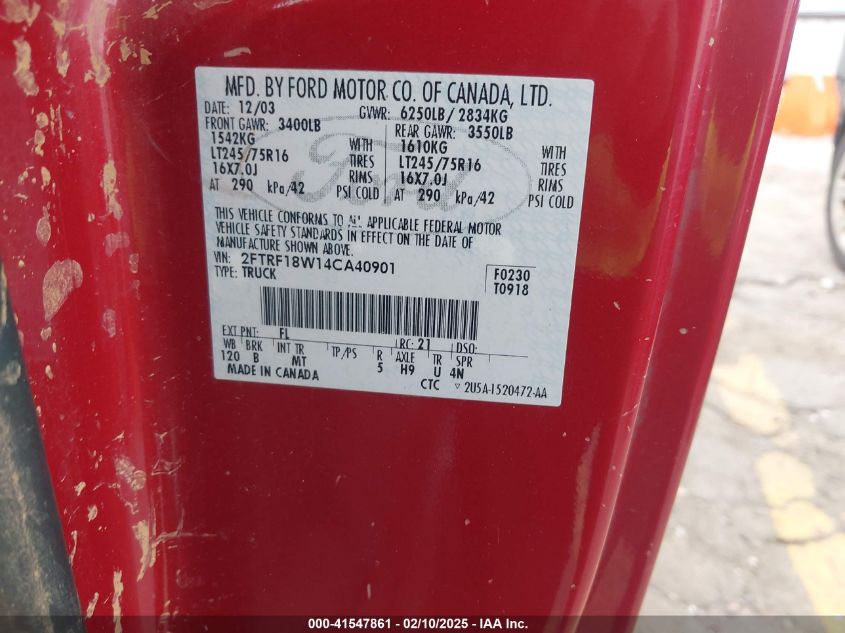 MFD. BY FORD MOTOR CO. OF CANADA, LTD.
DATE: 12/03 GVWR: 6250LB/ 2834KG
FRONT GAWR: 3400LB REAR GAWR: 3550LB
1542KG WITH 1610KG WITH
LT245/75R16 TIRES LT245/75R16 TIRES
16X7.0J RIMS 16X7.0J RIMS
AT 290 kPa/42 PSI COLD AT 290 kPa/42 PSI COLD
Ford
THIS VEHICLE CONFORMS TO ALL APPLICABLE FEDERAL MOTOR
VEHICLE SAFETY STANDARDS IN EFFECT ON THE DATE OF
MANUFACTURE SHOWN ABOVE.
VIN: 2FTRF18W14CA40901 F0230
TYPE: TRUCK T0918
EXT PNT: FL RC: 21 DSO:
WB BRK INT TR TP/PS R AXLE TR SPR
120 B MT 5 H9 U 4N
MADE IN CANADA CTC ▽ 2U5A-1520472-AA
000-41547861 - 02/10/2025 - IAA Inc.